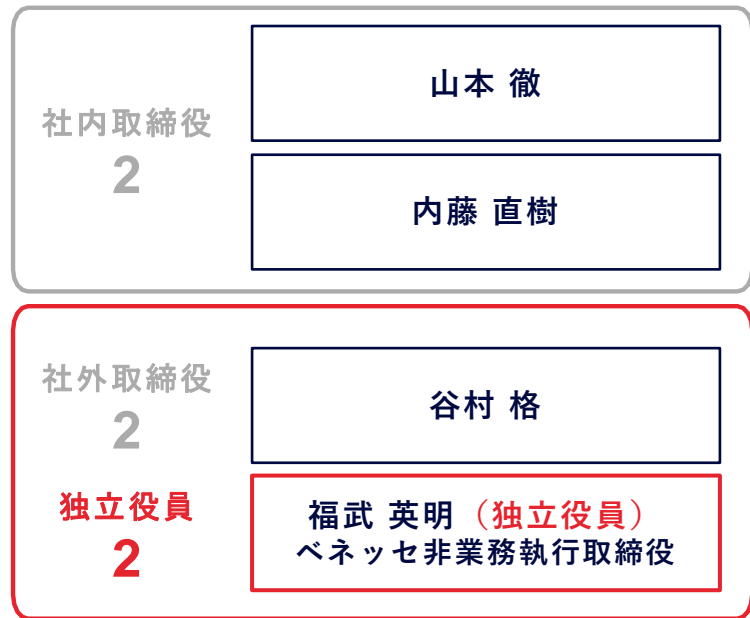 社内取締役
2
山本 徹
内藤 直樹
社外取締役
2
谷村 格
独立役員
2
福武 英明（独立役員）
ベネッセ非業務執行取締役